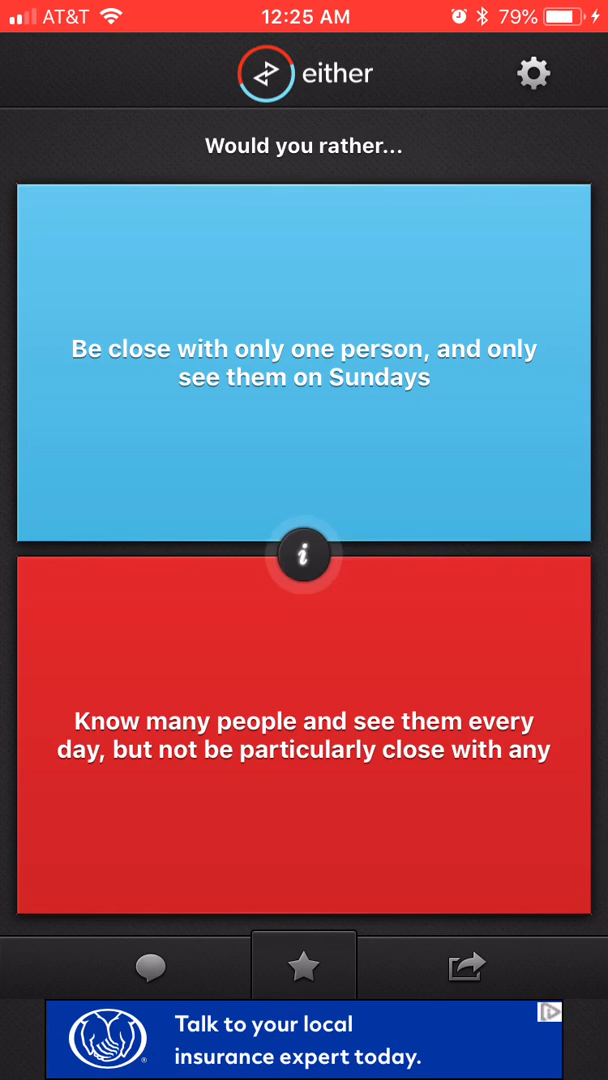 AT&T 12:25 AM 79%
either
Would you rather...
Be close with only one person, and only
see them on Sundays
i
Know many people and see them every
day, but not be particularly close with any
Talk to your local
insurance expert today.